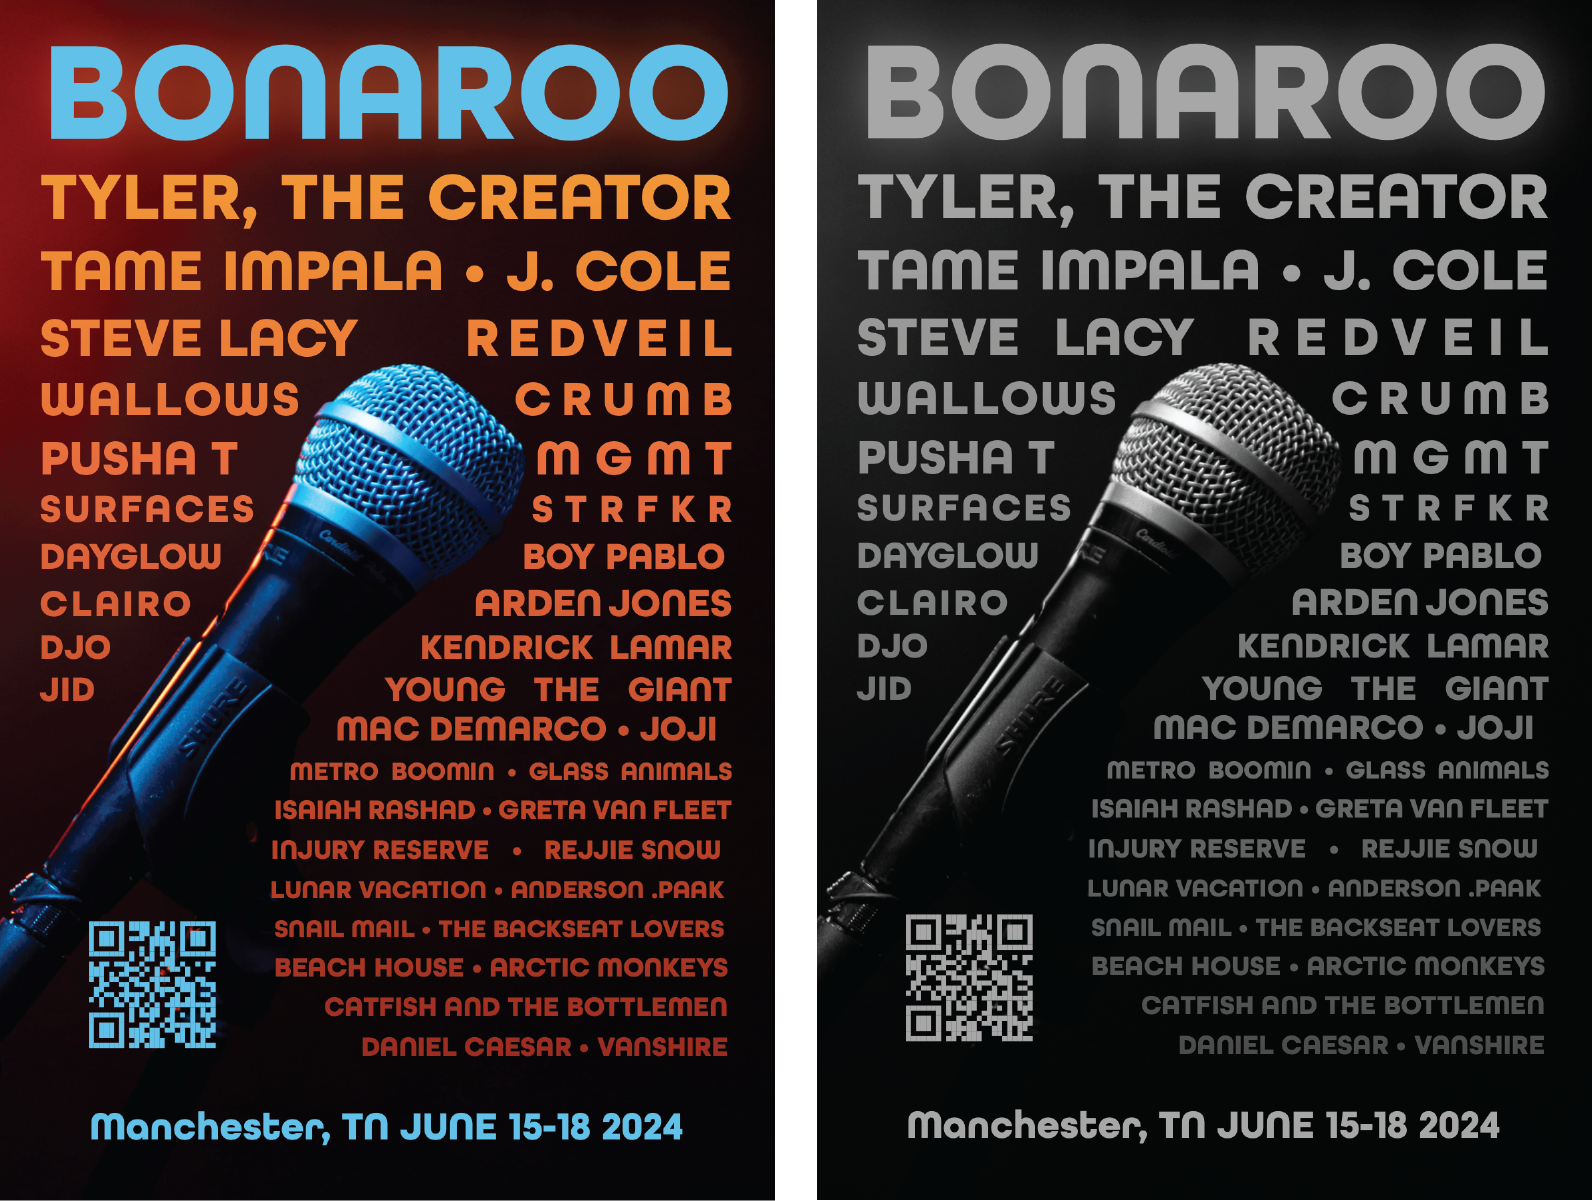 BONAROO
TYLER, THE CREATOR
TAME IMPALA • J. COLE
STEVE LACY REDVEIL
WALLOWS CRUMB
PUSHA T MGMT
SURFACES STRFKR
DAYGLOW BOY PABLO
CLAIRO ARDEN JONES
DJO KENDRICK LAMAR
JID YOUNG THE GIANT
MAC DEMARCO • JOJI
METRO BOOMIN • GLASS ANIMALS
ISAIAH RASHAD • GRETA VAN FLEET
INJURY RESERVE • REJJIE SNOW
LUNAR VACATION • ANDERSON .PAAK
SNAIL MAIL • THE BACKSEAT LOVERS
BEACH HOUSE • ARCTIC MONKEYS
CATFISH AND THE BOTTLEMEN
DANIEL CAESAR • VANSHIRE
SHURE
Manchester, TN JUNE 15-18 2024
BONAROO
TYLER, THE CREATOR
TAME IMPALA • J. COLE
STEVE LACY REDVEIL
WALLOWS CRUMB
PUSHA T MGMT
SURFACES STRFKR
DAYGLOW BOY PABLO
CLAIRO ARDEN JONES
DJO KENDRICK LAMAR
JID YOUNG THE GIANT
MAC DEMARCO • JOJI
METRO BOOMIN • GLASS ANIMALS
ISAIAH RASHAD • GRETA VAN FLEET
INJURY RESERVE • REJJIE SNOW
LUNAR VACATION • ANDERSON .PAAK
SNAIL MAIL • THE BACKSEAT LOVERS
BEACH HOUSE • ARCTIC MONKEYS
CATFISH AND THE BOTTLEMEN
DANIEL CAESAR • VANSHIRE
SHURE
Manchester, TN JUNE 15-18 2024